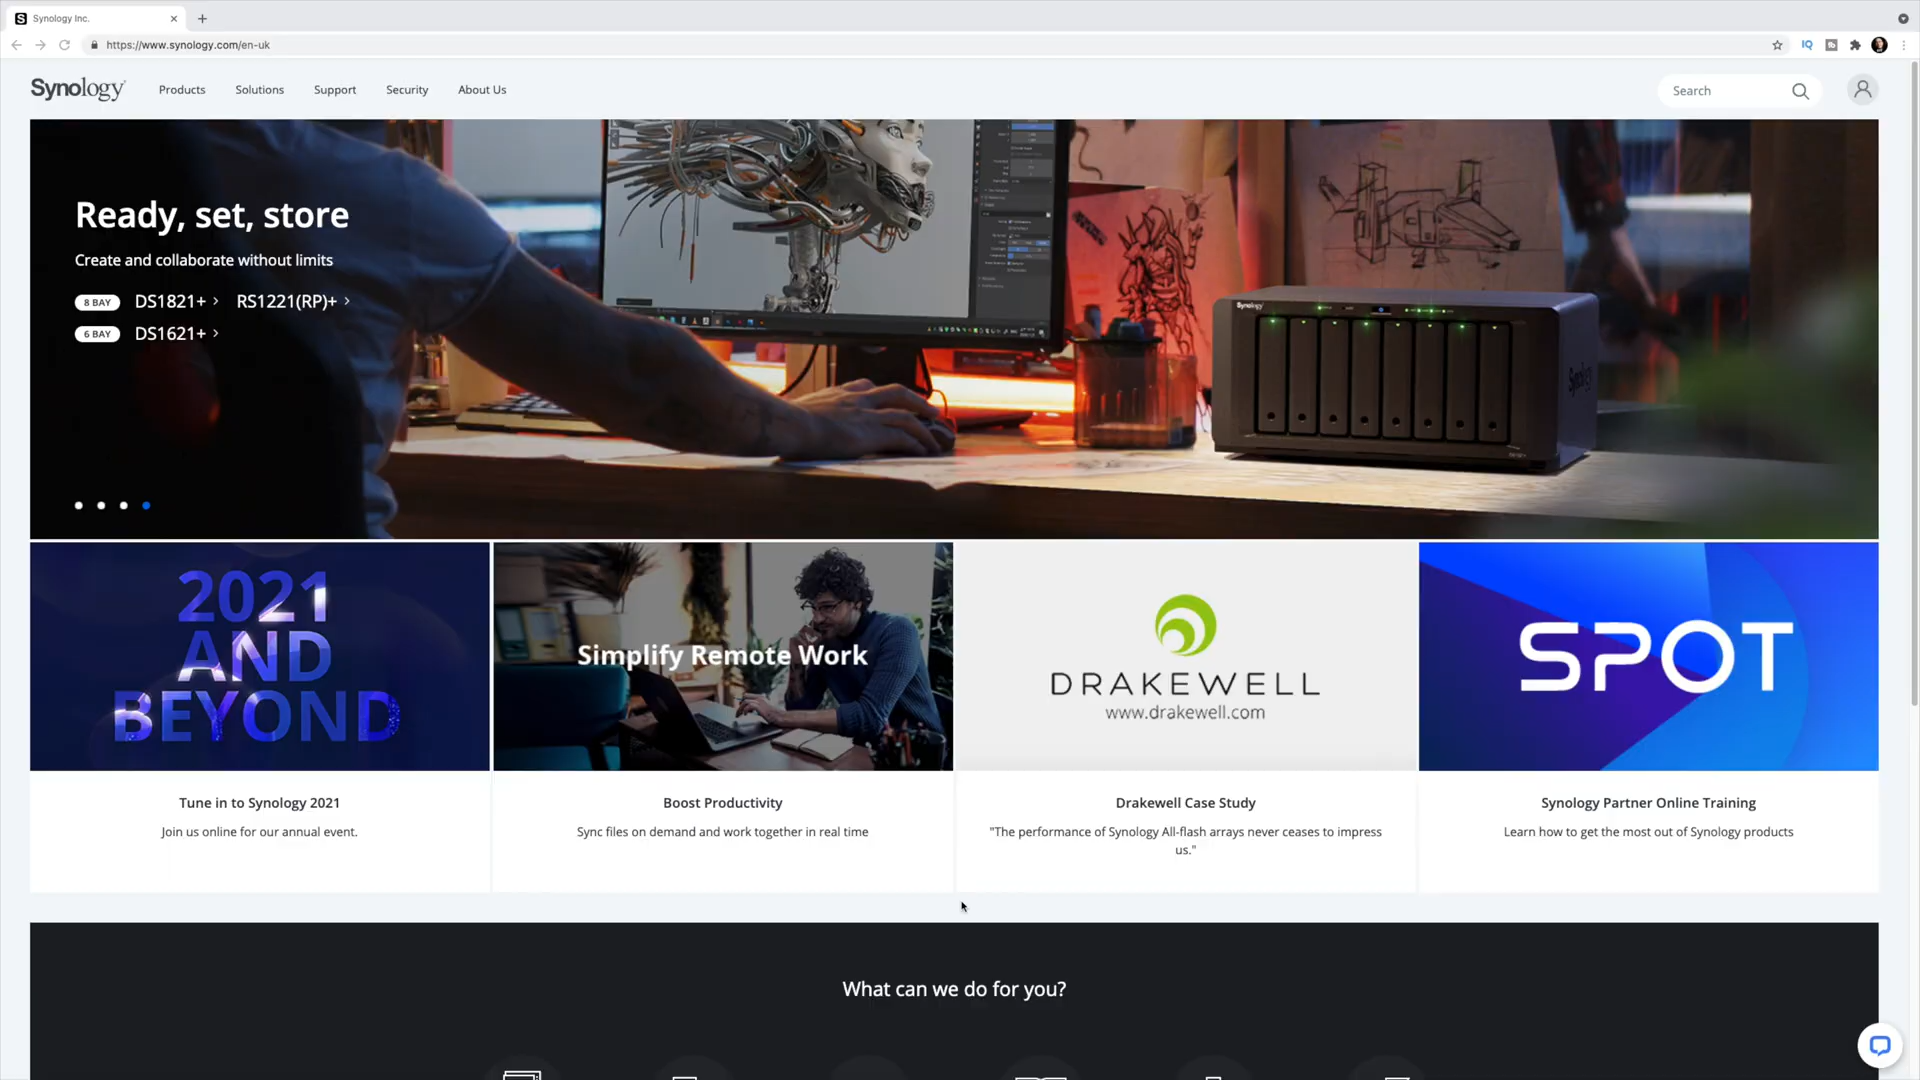 Synology Inc.
https://www.synology.com/en-uk
IQ
Synology
Products
Solutions
Support
Security
About Us
Search
Ready, set, store
Create and collaborate without limits
8 BAY DS1821+ RS1221(RP)+
6 BAY DS1621+
Synology
Synology
2021
AND
BEYOND
Simplify Remote Work
DRAKEWELL
www.drakewell.com
SPOT
Tune in to Synology 2021
Join us online for our annual event.
Boost Productivity
Sync files on demand and work together in real time
Drakewell Case Study
"The performance of Synology All-flash arrays never ceases to impress
us."
Synology Partner Online Training
Learn how to get the most out of Synology products
What can we do for you?